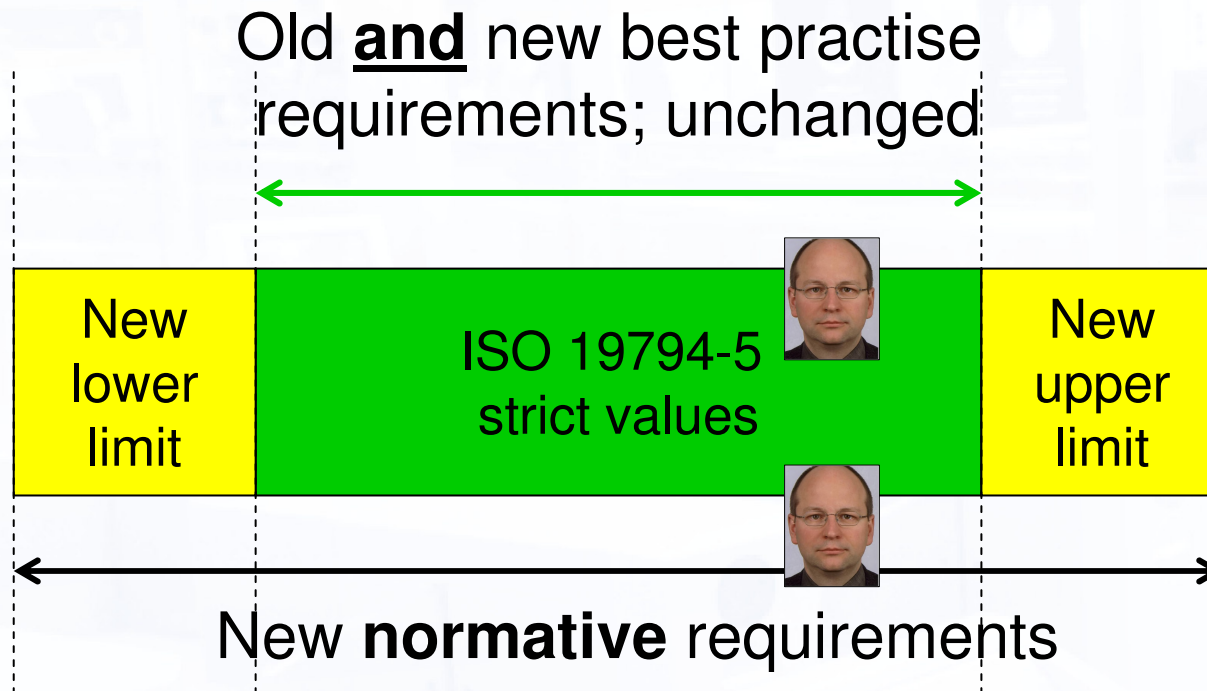 Old and new best practise
requirements; unchanged
New
lower
limit
ISO 19794-5
strict values
New
upper
limit
New normative requirements